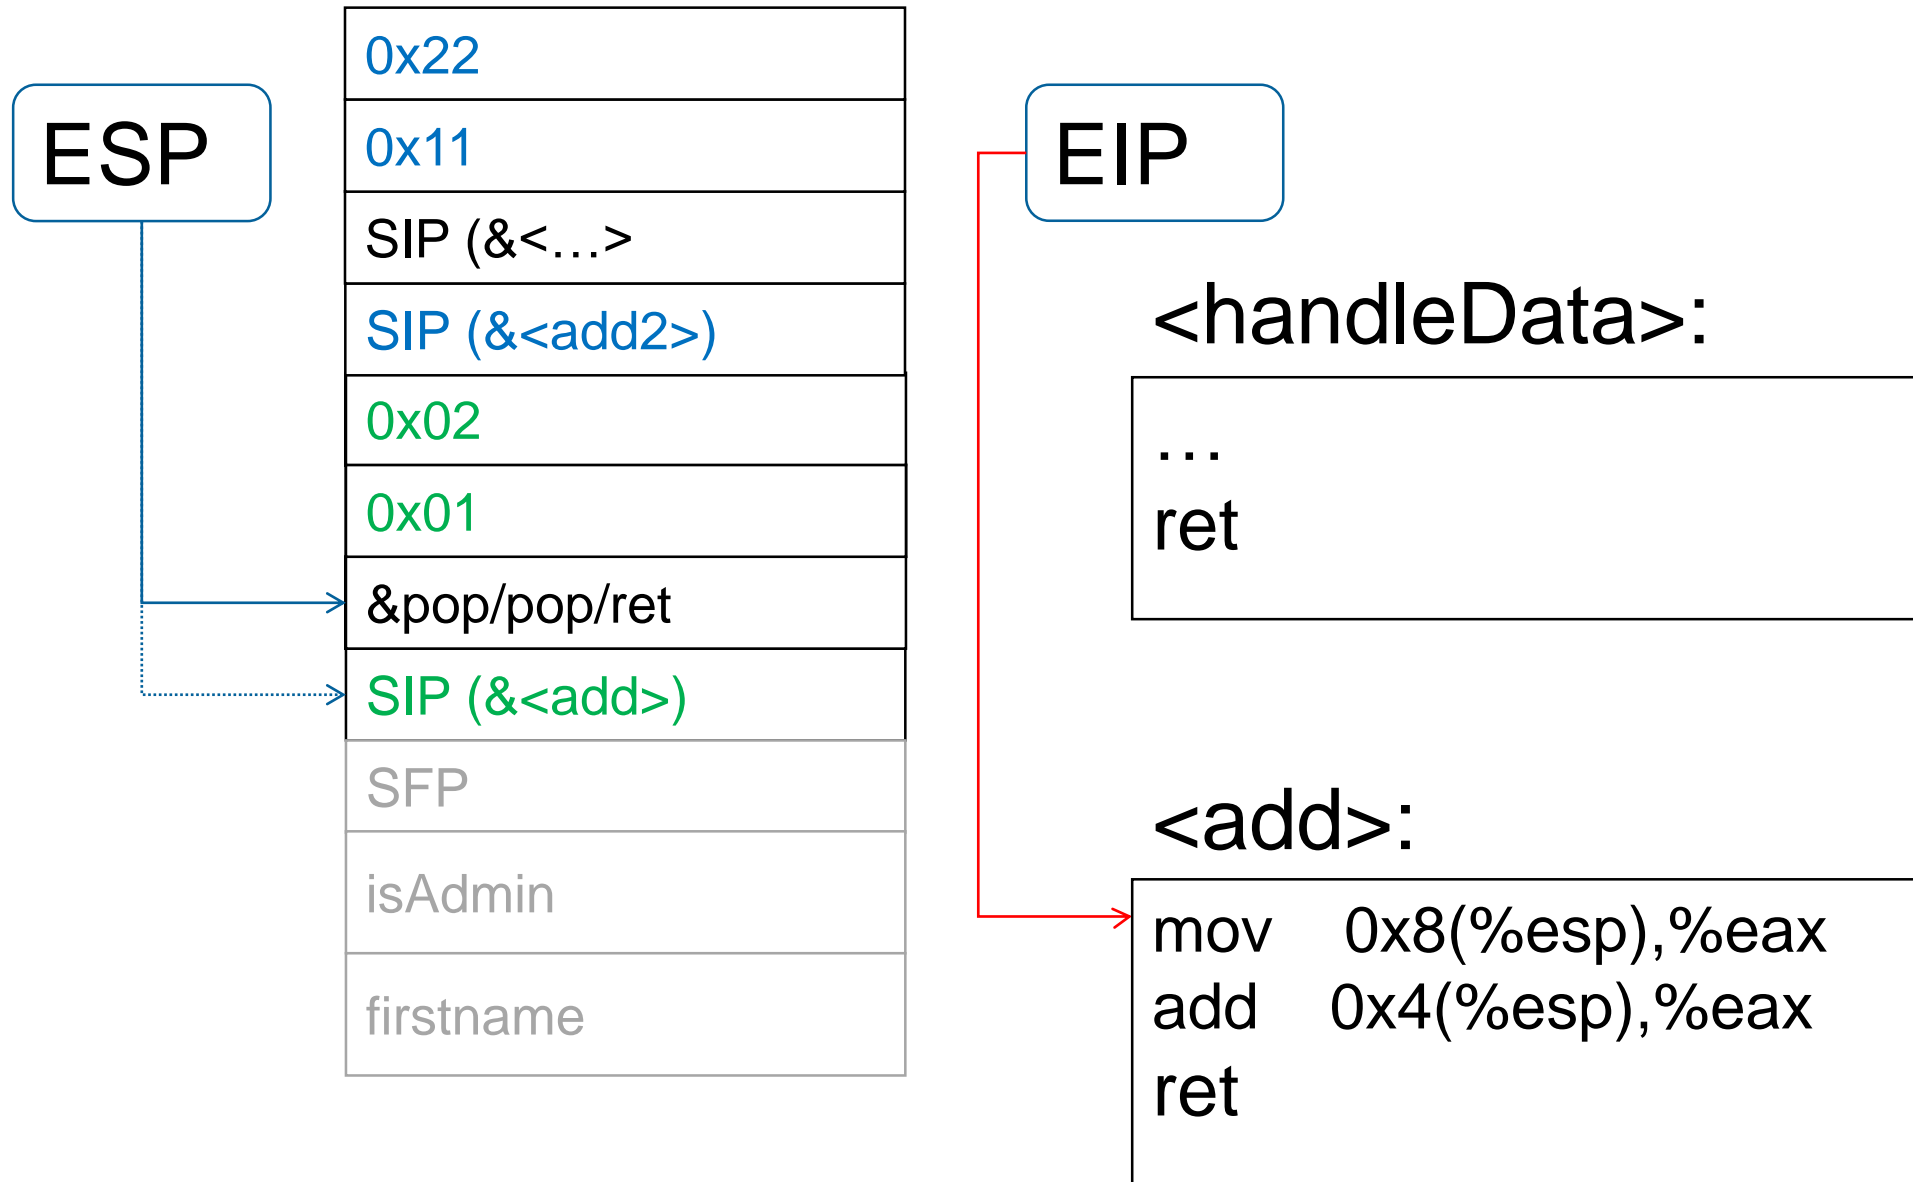 ESP
0x22
0x11
SIP (&<…>
SIP (&<add2>)
0x02
0x01
&pop/pop/ret
SIP (&<add>)
SFP
isAdmin
firstname
EIP
<handleData>:
…
ret
<add>:
mov 0x8(%esp),%eax
add 0x4(%esp),%eax
ret